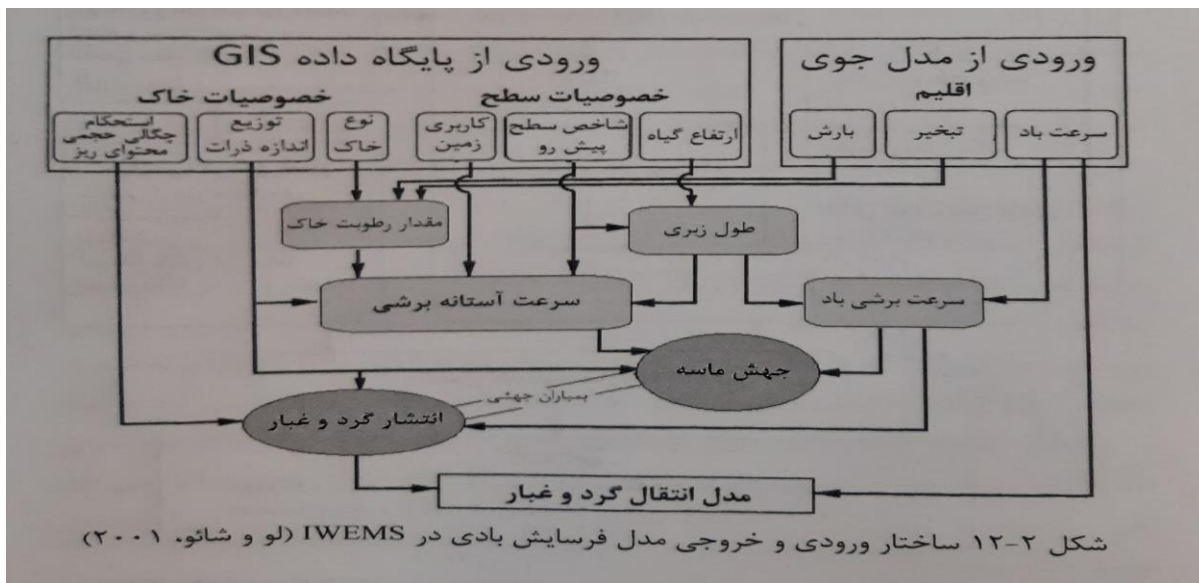 ورودی از پایگاه داده GIS
ورودی از مدل جوی
اقلیم
خصوصیات سطح
خصوصیات خاک
سرعت باد
تبخیر
بارش
ارتفاع گیاه
شاخص سطح
پیش رو
کاربری
زمین
نوع
خاک
توزیع
اندازه ذرات
استحکام
چگالی حجمی
محتوای ریز
طول زبری
مقدار رطوبت خاک
سرعت برشی باد
سرعت آستانه برشی
جهش ماسه
بمباران جهشی
انتشار گرد و غبار
مدل انتقال گرد و غبار
شکل ۲-۱۲ ساختار ورودی و خروجی مدل فرسایش بادی در IWEMS (لو و شائو، ۲۰۰۱)